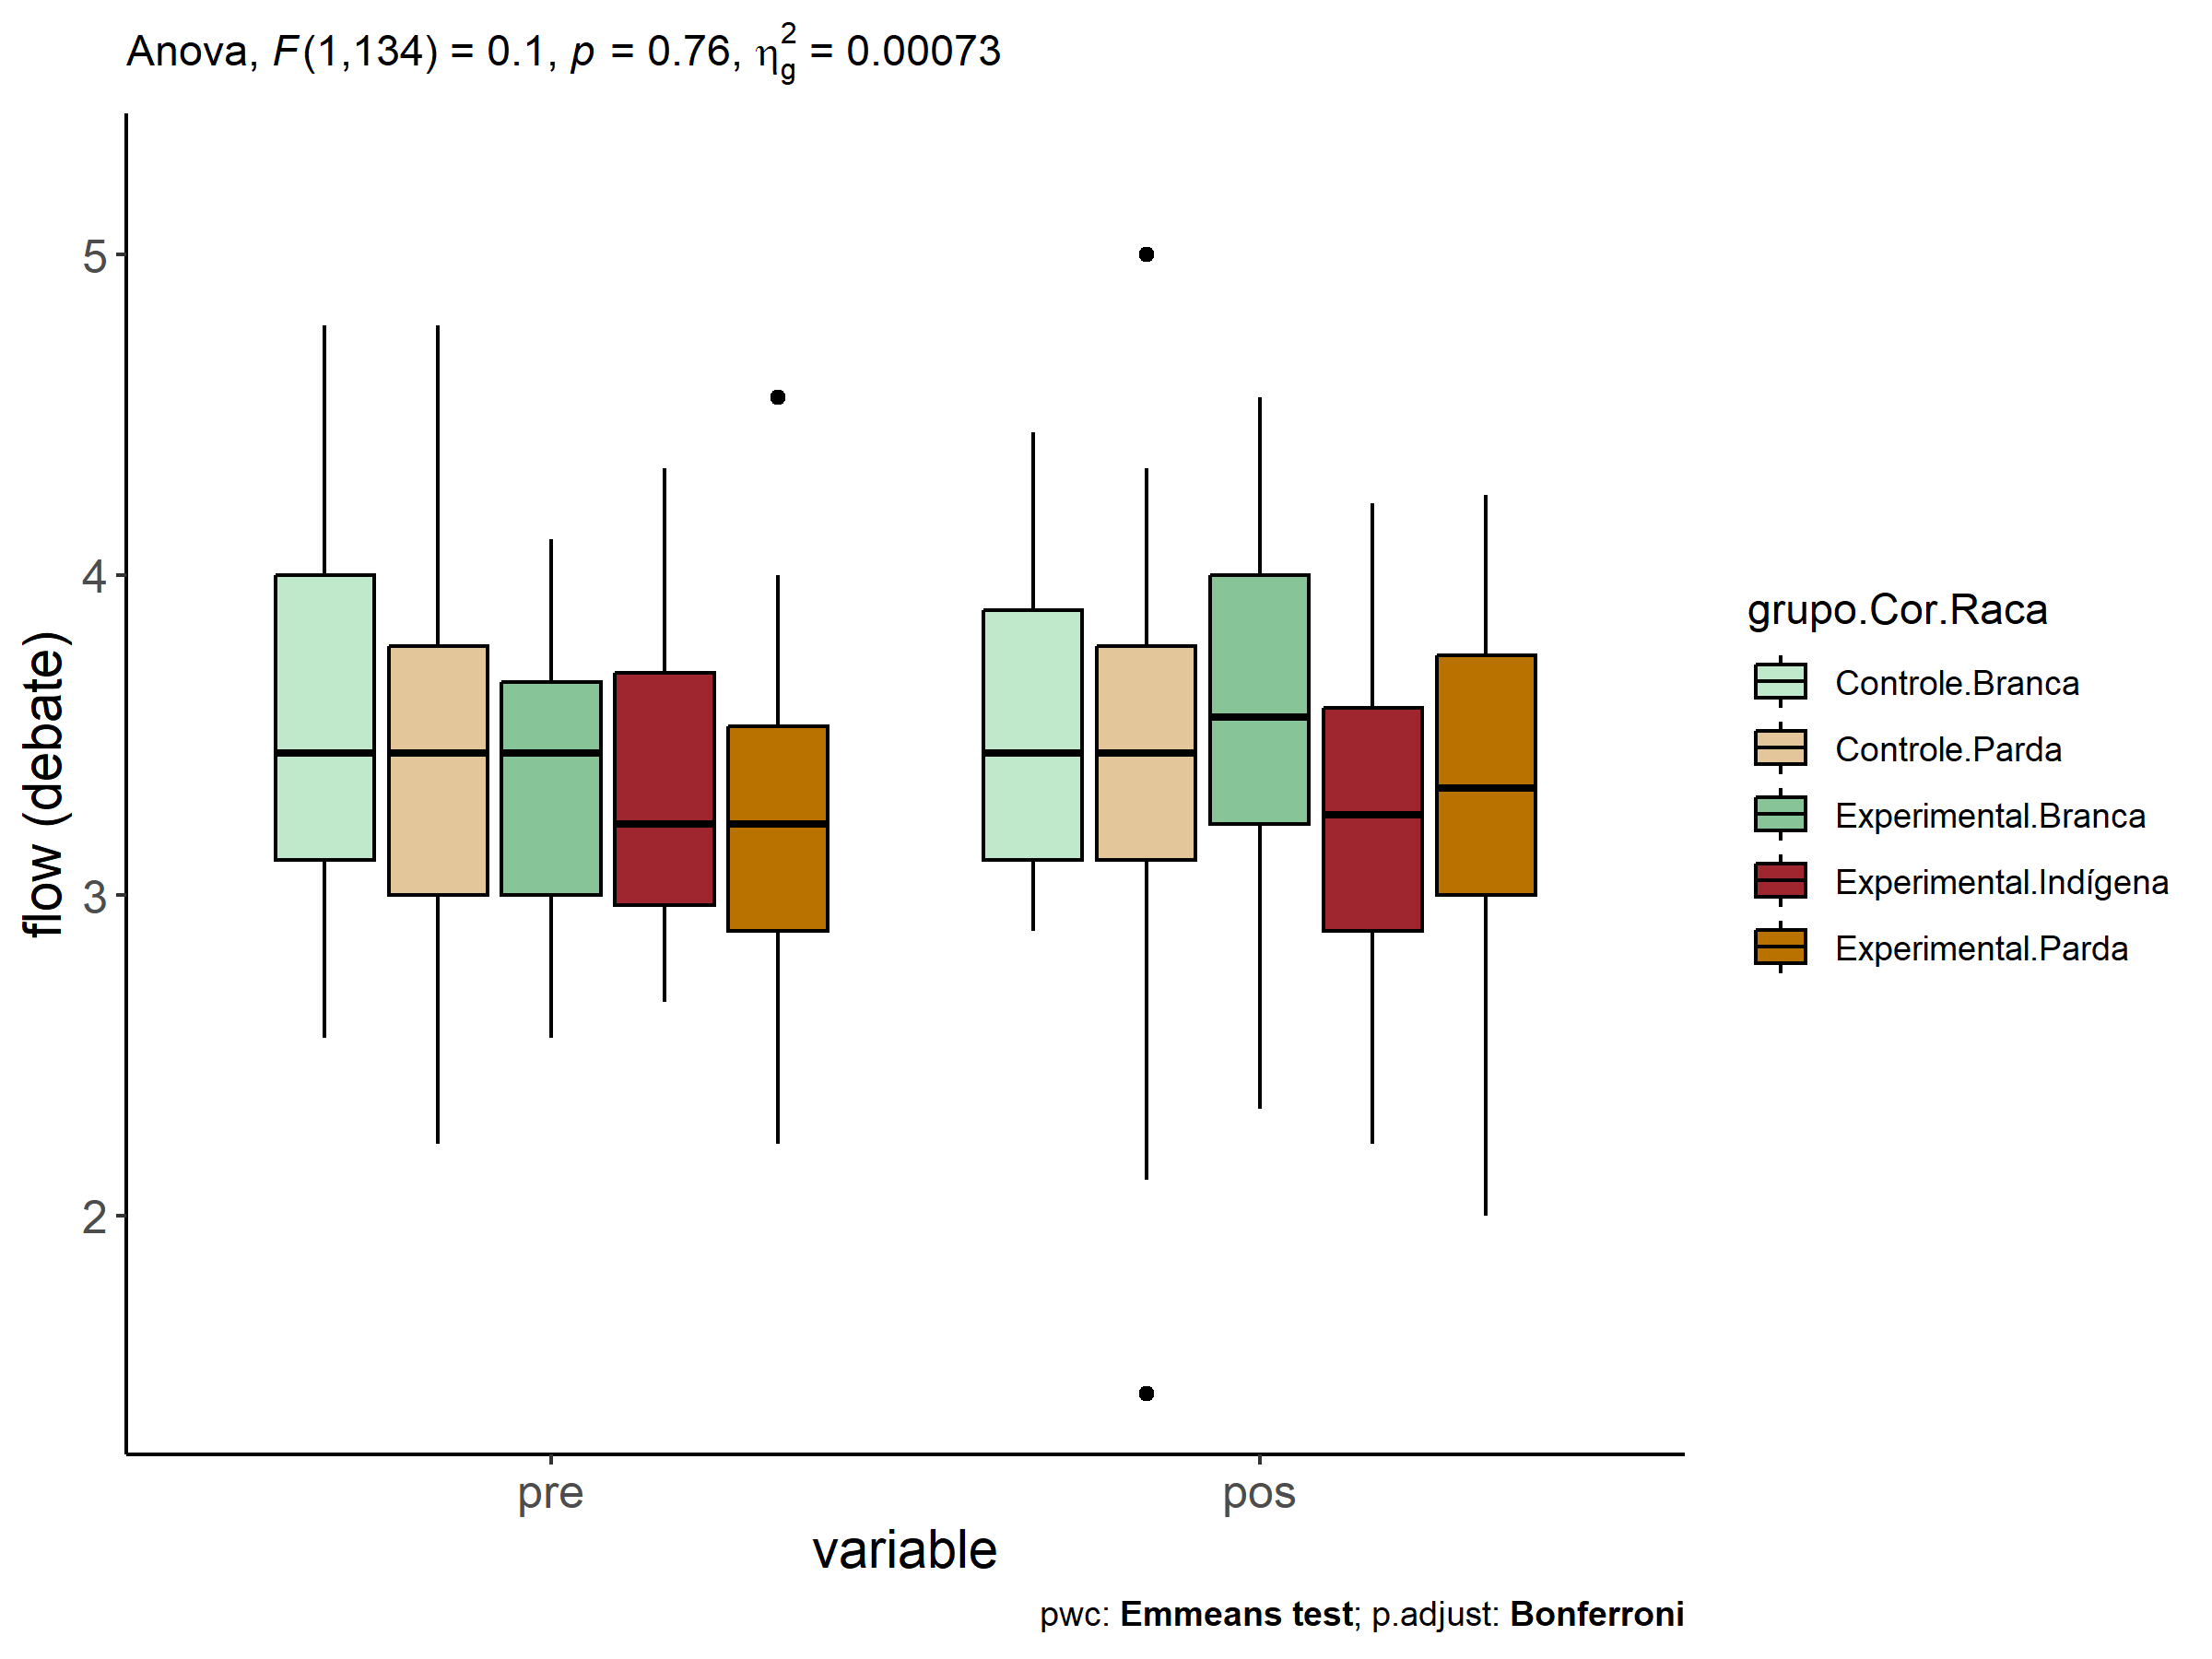 Anova, F(1,134) = 0.1, p = 0.76, η²g = 0.00073
flow (debate)
5
4
3
2
pre
pos
variable
grupo.Cor.Raca
Controle.Branca
Controle.Parda
Experimental.Branca
Experimental.Indígena
Experimental.Parda
pwc: Emmeans test; p.adjust: Bonferroni